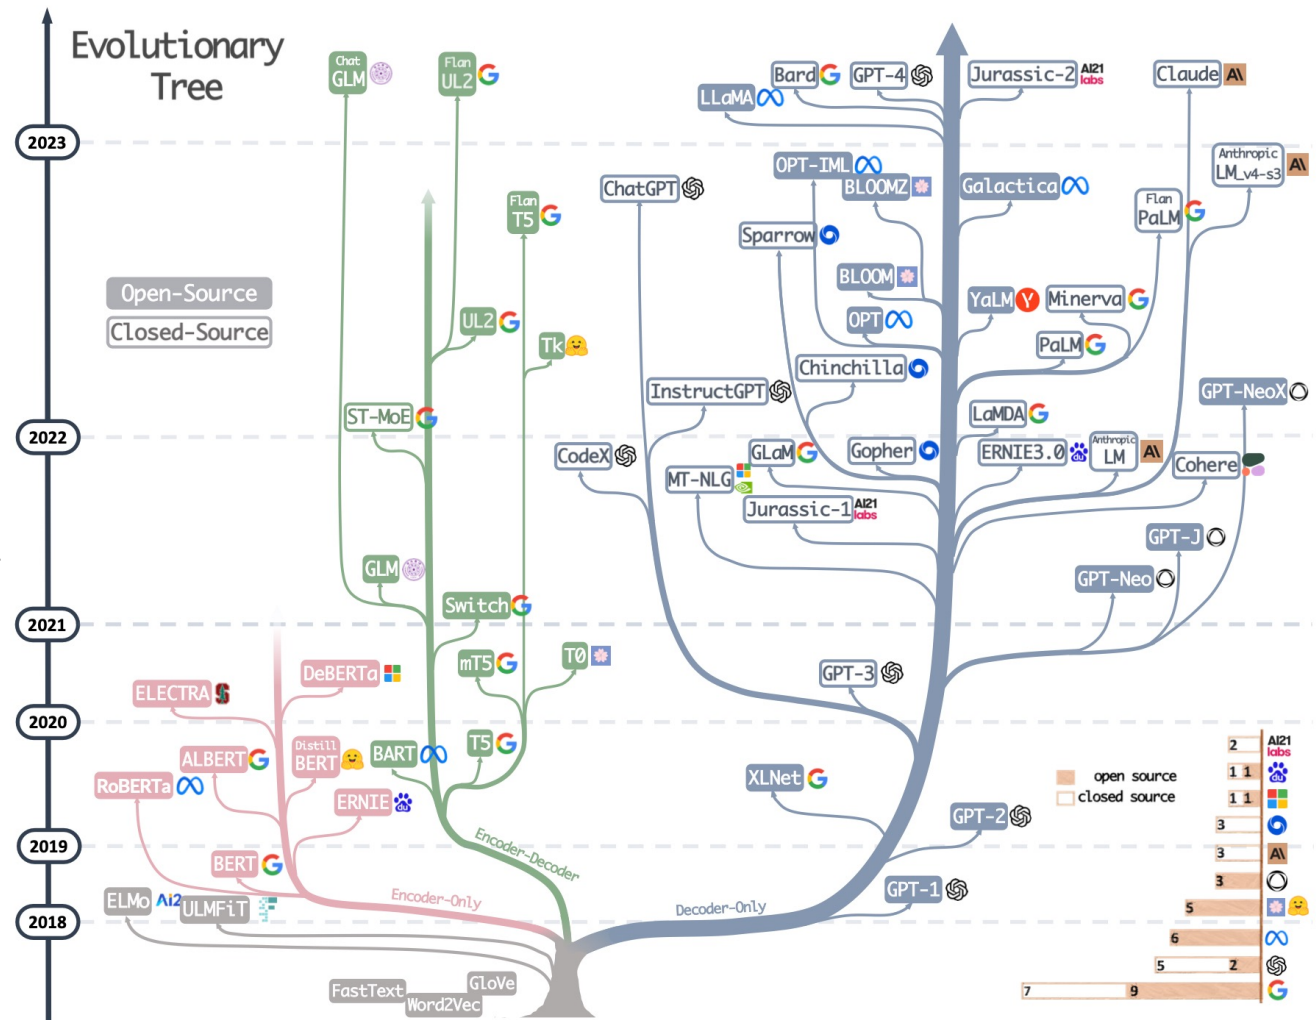 Evolutionary
Tree
2023
2022
2021
2020
2019
2018
Open-Source
Closed-Source
Chat
GLM
Flan
UL2
Flan
T5
UL2
Tk
ST-MoE
GLM
Switch
mT5
T0
BART
T5
Encoder-Decoder
DeBERTa
ELECTRA
ALBERT
Distill
BERT
RoBERTa
ERNIE
du
BERT
Encoder-Only
ELMo
Ai2
ULMFiT
FastText
Word2Vec
GloVe
Bard
GPT-4
Jurassic-2
AI21
labs
Claude
A\
LLaMA
Anthropic
LM_v4-s3
A\
OPT-IML
BLOOMZ
Galactica
ChatGPT
Flan
PaLM
Sparrow
BLOOM
YaLM
Y
Minerva
OPT
PaLM
Chinchilla
InstructGPT
GPT-NeoX
LaMDA
CodeX
GLaM
Gopher
ERNIE3.0
du
Anthropic
LM
A\
Cohere
MT-NLG
Jurassic-1
AI21
labs
GPT-J
GPT-Neo
GPT-3
XLNet
GPT-2
GPT-1
Decoder-Only
open source
closed source
2
AI21
labs
1 1
du
1 1
3
3
A\
3
5
6
5 2
7 9